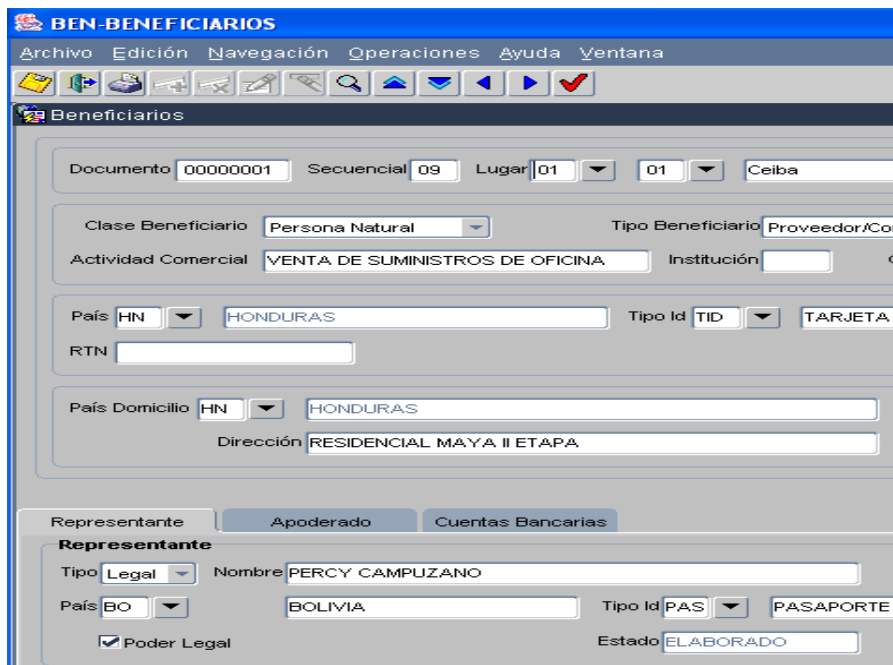 BEN-BENEFICIARIOS
Archivo Edición Navegación Operaciones Ayuda Ventana
Beneficiarios
Documento 00000001 Secuencial 09 Lugar 01 01 Ceiba
Clase Beneficiario Persona Natural Tipo Beneficiario Proveedor/Co
Actividad Comercial VENTA DE SUMINISTROS DE OFICINA Institución
País HN HONDURAS Tipo Id TID TARJETA
RTN
País Domicilio HN HONDURAS
Dirección RESIDENCIAL MAYA II ETAPA
Representante Apoderado Cuentas Bancarias
Representante
Tipo Legal Nombre PERCY CAMPUZANO
País BO BOLIVIA Tipo Id PAS PASAPORTE
Poder Legal Estado ELABORADO